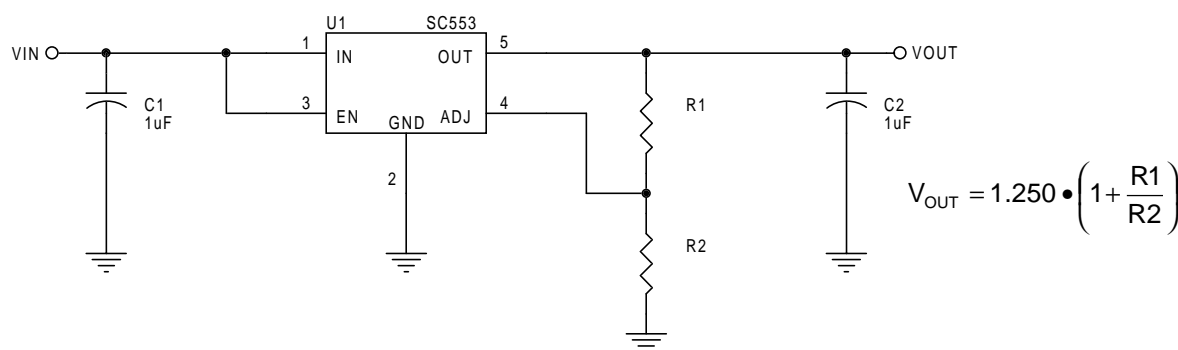 U1 SC553
VIN 1 IN OUT 5 VOUT
C1
1uF
3 EN GND ADJ 4
R1
C2
1uF
2
V_OUT = 1.250 • (1 + R1/R2)
R2